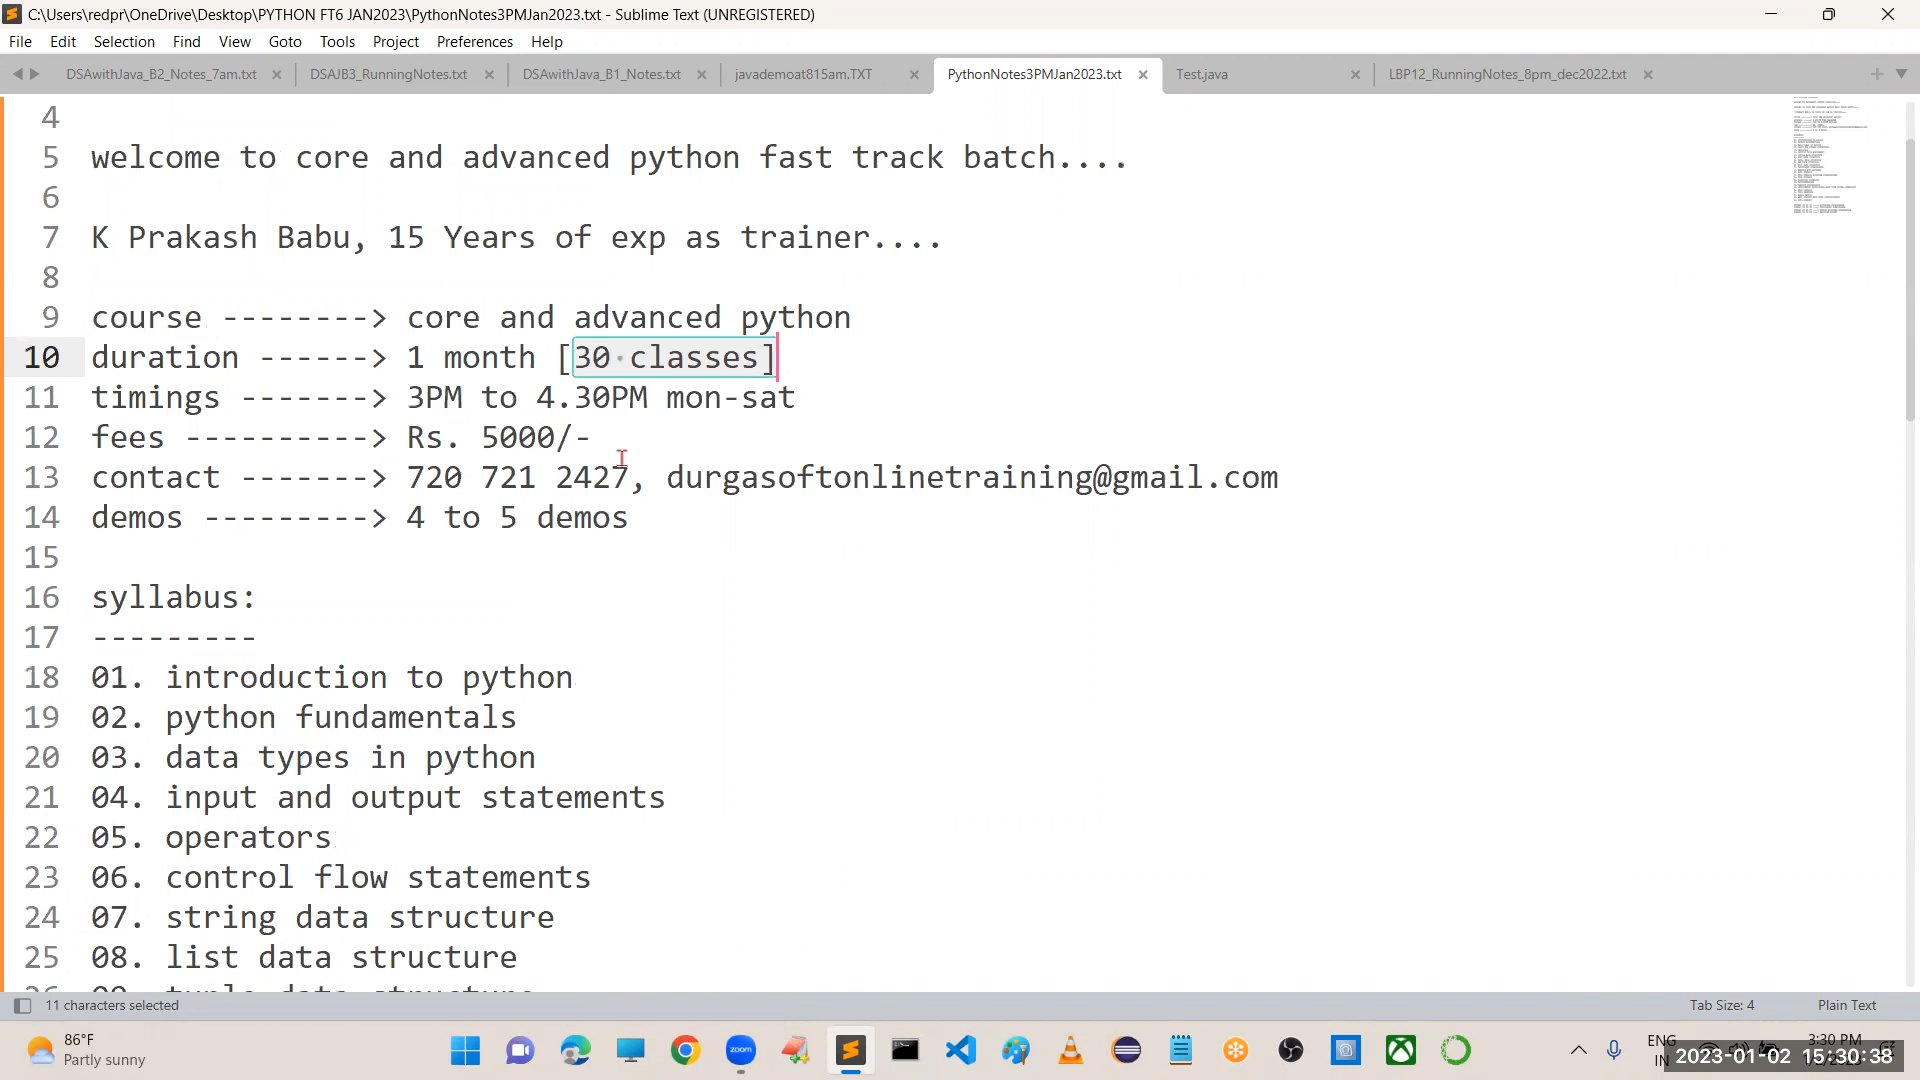 C:\Users\redpr\OneDrive\Desktop\PYTHON FT6 JAN2023\PythonNotes3PMJan2023.txt - Sublime Text (UNREGISTERED)
File Edit Selection Find View Goto Tools Project Preferences Help
DSAwithJava_B2_Notes_7am.txt DSAJB3_RunningNotes.txt DSAwithJava_B1_Notes.txt javademoat815am.TXT PythonNotes3PMJan2023.txt Test.java LBP12_RunningNotes_8pm_dec2022.txt
4
5 welcome to core and advanced python fast track batch....
6
7 K Prakash Babu, 15 Years of exp as trainer....
8
9 course --------> core and advanced python
10 duration ------> 1 month [30 classes]
11 timings -------> 3PM to 4.30PM mon-sat
12 fees ----------> Rs. 5000/-
13 contact -------> 720 721 2427, durgasoftonlinetraining@gmail.com
14 demos ---------> 4 to 5 demos
15
16 syllabus:
17 ---------
18 01. introduction to python
19 02. python fundamentals
20 03. data types in python
21 04. input and output statements
22 05. operators
23 06. control flow statements
24 07. string data structure
25 08. list data structure
11 characters selected Tab Size: 4 Plain Text
86°F
Partly sunny
zoom
ENG
IN
3:30 PM
2023-01-02 15:30:38